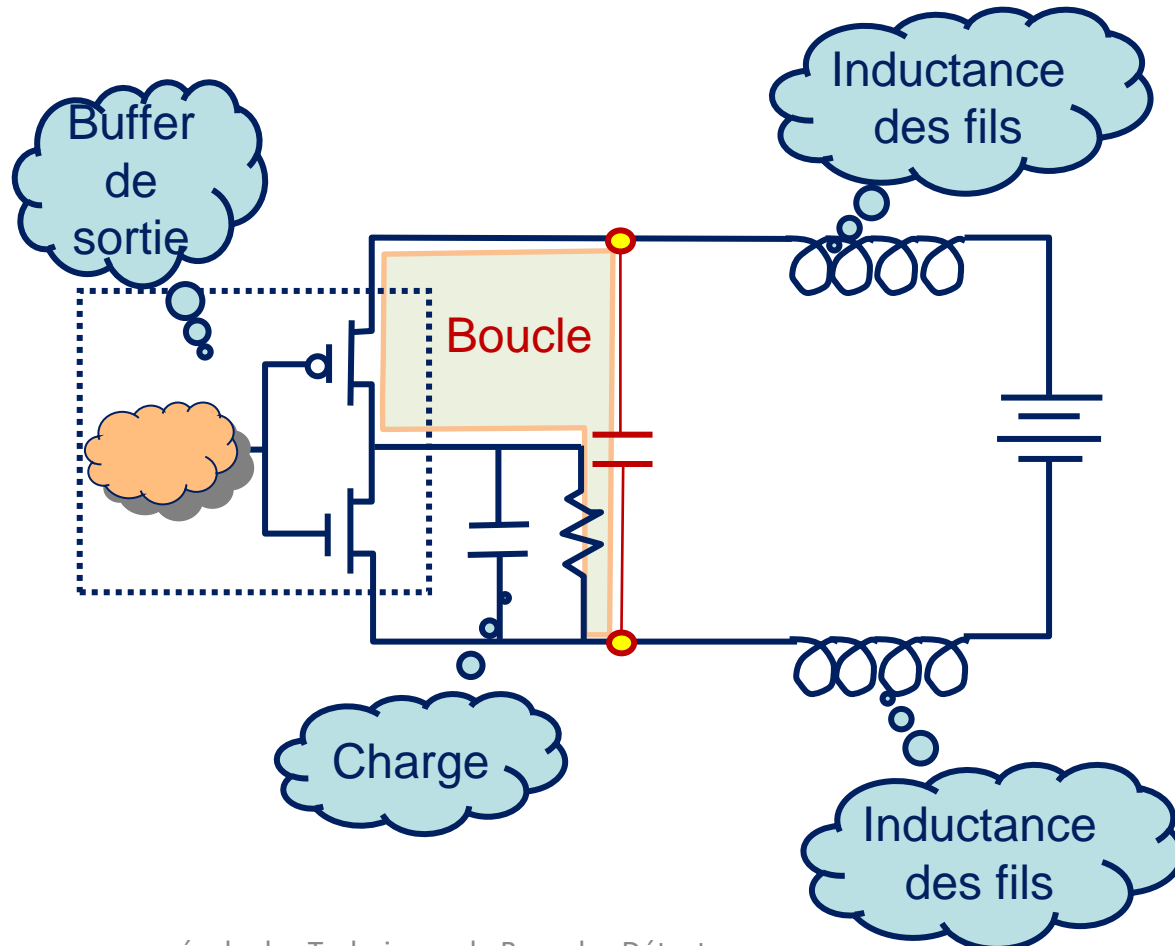 Inductance
des fils
Buffer
de
sortie
Boucle
Charge
Inductance
des fils